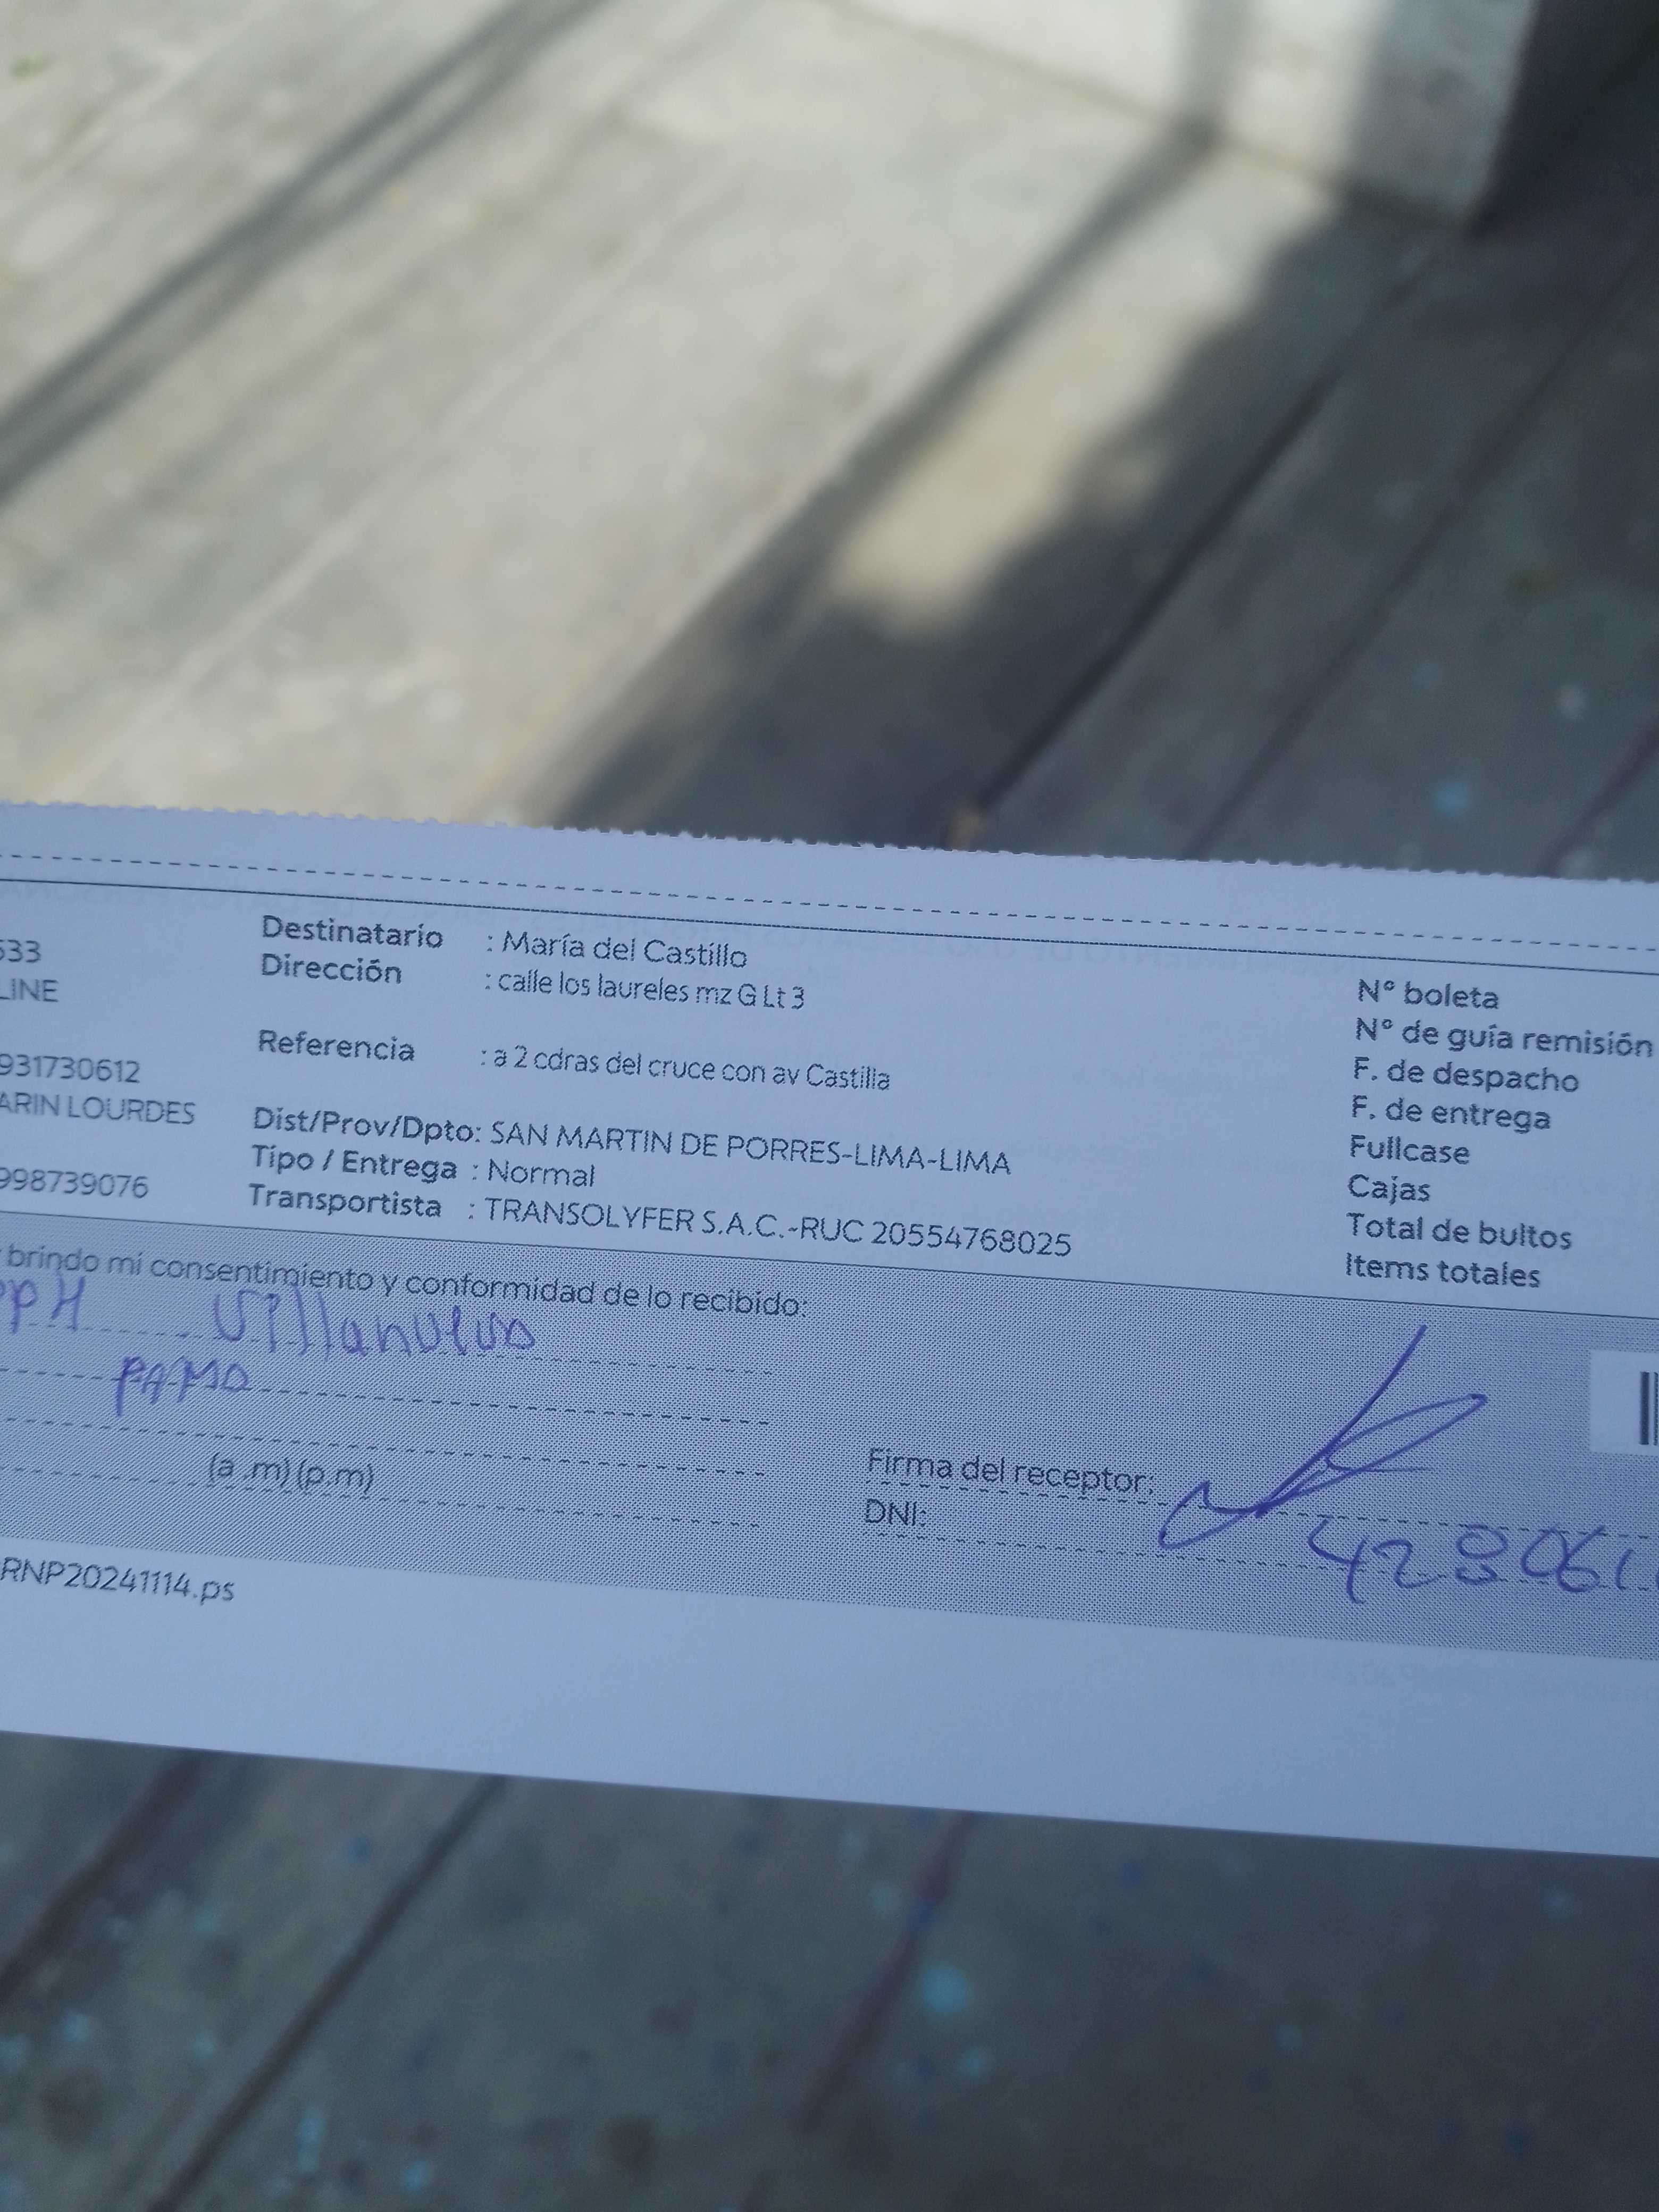 533
LINE
931730612
ARIN LOURDES
998739076
Destinatario : María del Castillo
Dirección : calle los laureles mz G Lt 3
Referencia : a 2 cdras del cruce con av Castilla
Dist/Prov/Dpto: SAN MARTIN DE PORRES-LIMA-LIMA
Tipo / Entrega : Normal
Transportista : TRANSOLYFER S.A.C.-RUC 20554768025
N° boleta
N° de guía remisión
F. de despacho
F. de entrega
Fullcase
Cajas
Total de bultos
Items totales
brindo mi consentimiento y conformidad de lo recibido:
Villanueva
(a .m) (p.m)
Firma del receptor:
DNI: 428061
RNP20241114.ps